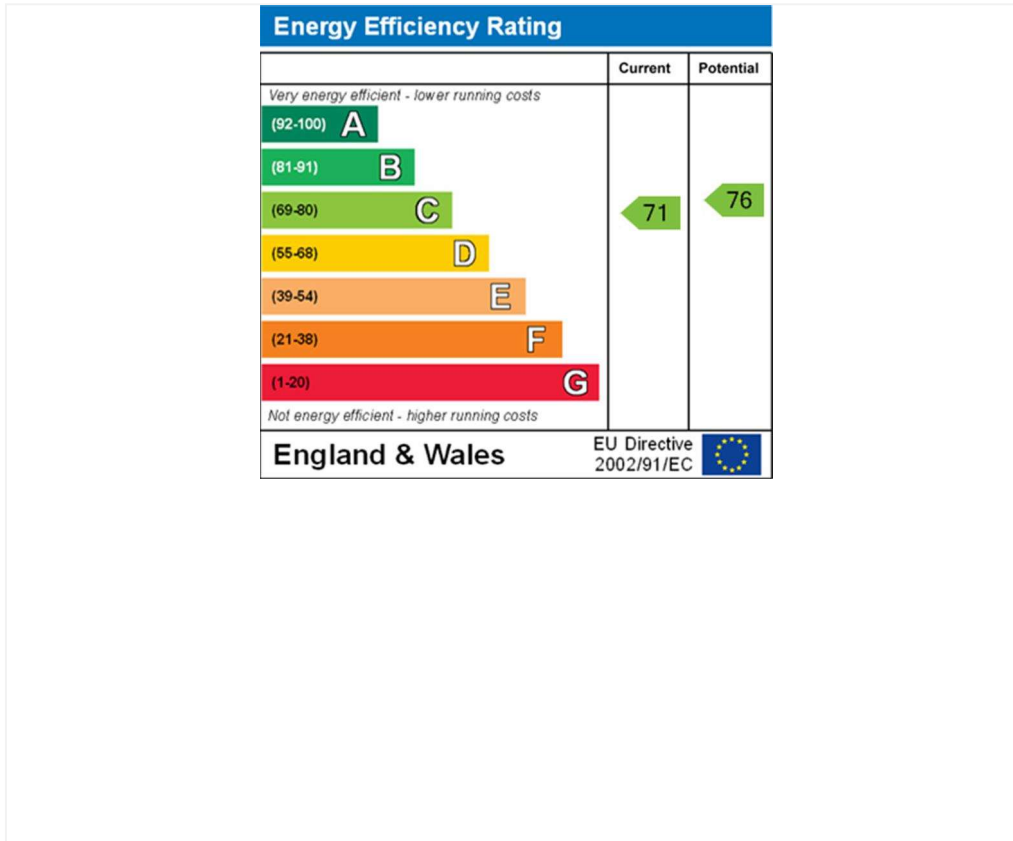 Energy Efficiency Rating
Current Potential
Very energy efficient - lower running costs
(92-100) A
(81-91) B
(69-80) C 71 76
(55-68) D
(39-54) E
(21-38) F
(1-20) G
Not energy efficient - higher running costs
England & Wales
EU Directive
2002/91/EC